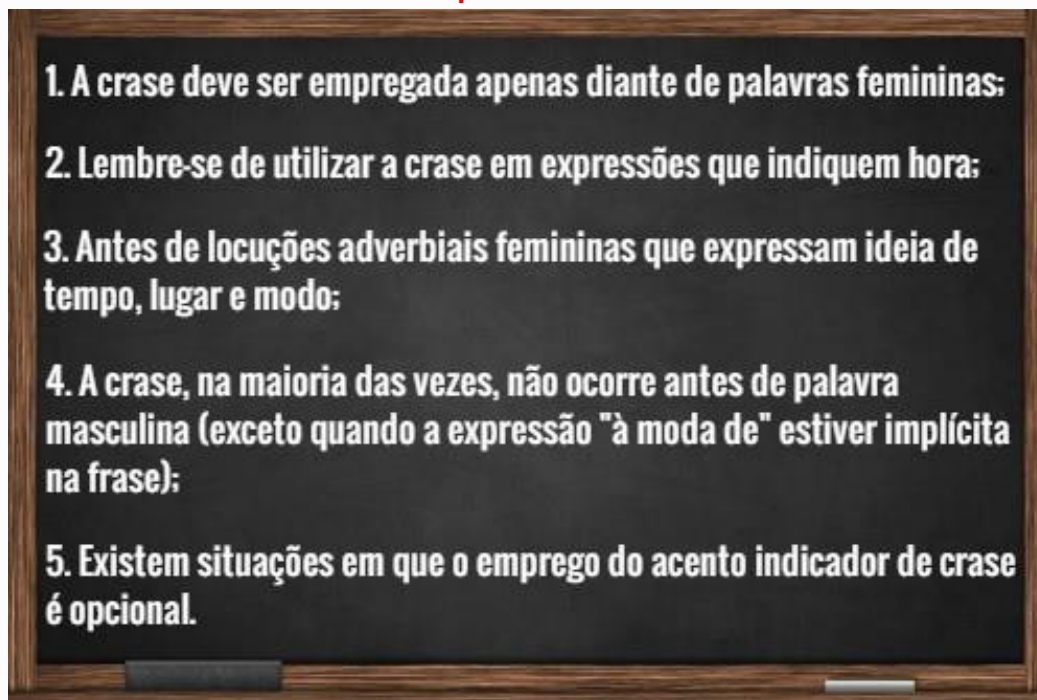 1. A crase deve ser empregada apenas diante de palavras femininas;
2. Lembre-se de utilizar a crase em expressões que indiquem hora;
3. Antes de locuções adverbiais femininas que expressam ideia de
tempo, lugar e modo;
4. A crase, na maioria das vezes, não ocorre antes de palavra
masculina (exceto quando a expressão "à moda de" estiver implícita
na frase);
5. Existem situações em que o emprego do acento indicador de crase
é opcional.